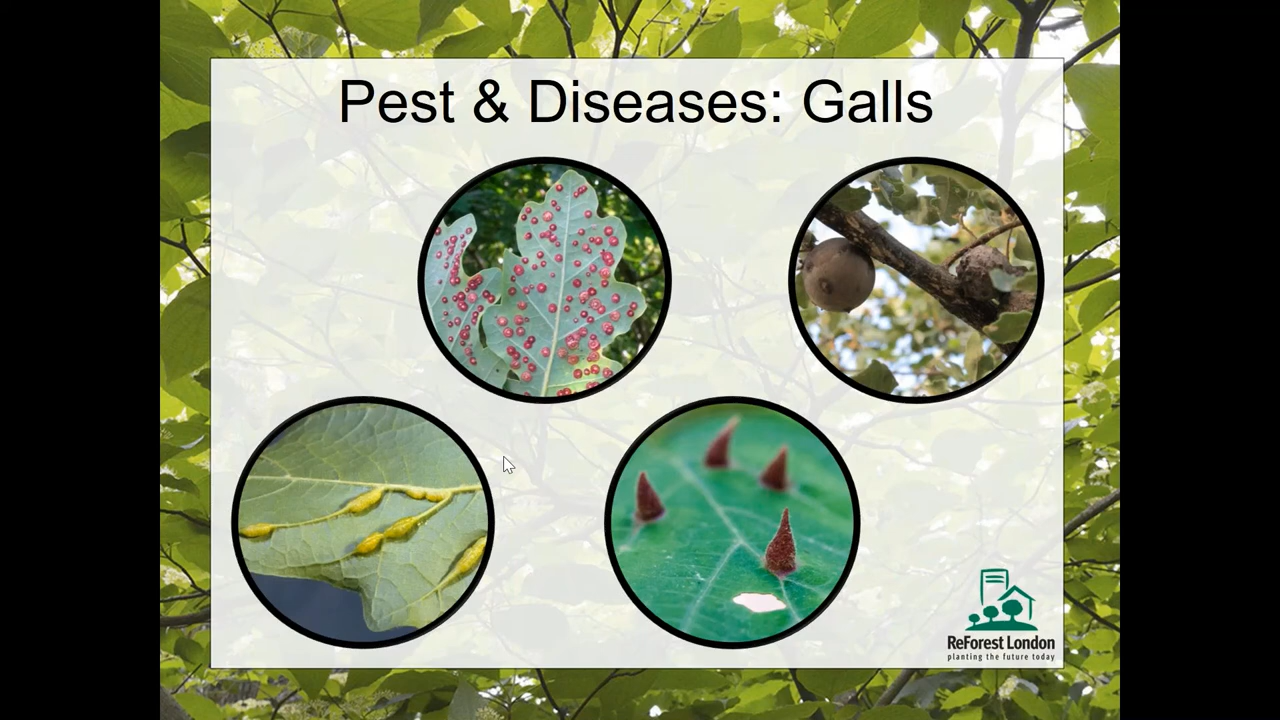 Pest & Diseases: Galls
ReForest London
planting the future today